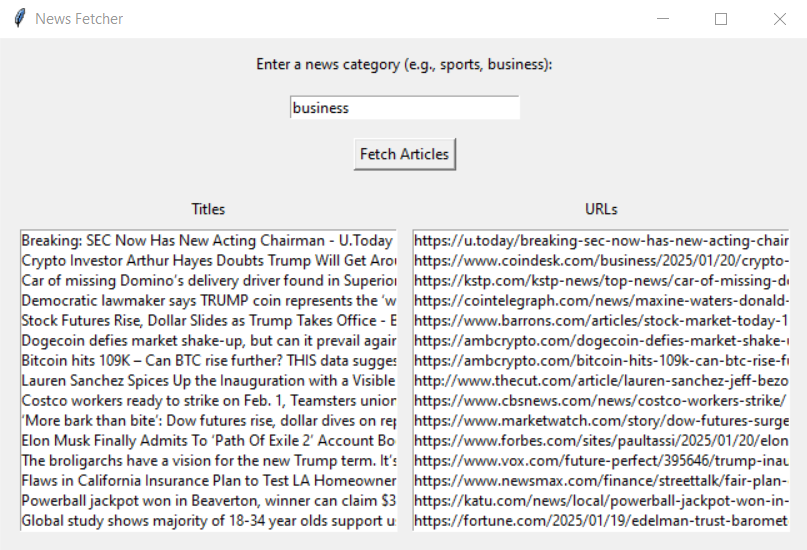 News Fetcher
Enter a news category (e.g., sports, business):
business
Fetch Articles
Titles
Breaking: SEC Now Has New Acting Chairman - U.Today
Crypto Investor Arthur Hayes Doubts Trump Will Get Arou
Car of missing Domino's delivery driver found in Superior
Democratic lawmaker says TRUMP coin represents the ‘w
Stock Futures Rise, Dollar Slides as Trump Takes Office - B
Dogecoin defies market shake-up, but can it prevail again
Bitcoin hits 109K – Can BTC rise further? THIS data sugges
Lauren Sanchez Spices Up the Inauguration with a Visible
Costco workers ready to strike on Feb. 1, Teamsters union
‘More bark than bite’: Dow futures rise, dollar dives on rep
Elon Musk Finally Admits To ‘Path Of Exile 2’ Account Bo
The broligarchs have a vision for the new Trump term. It’s
Flaws in California Insurance Plan to Test LA Homeowner
Powerball jackpot won in Beaverton, winner can claim $3
Global study shows majority of 18-34 year olds support u
URLs
https://u.today/breaking-sec-now-has-new-acting-chair
https://www.coindesk.com/business/2025/01/20/crypto-
https://kstp.com/kstp-news/top-news/car-of-missing-d
https://cointelegraph.com/news/maxine-waters-donald-
https://www.barrons.com/articles/stock-market-today-1
https://ambcrypto.com/dogecoin-defies-market-shake-u
https://ambcrypto.com/bitcoin-hits-109k-can-btc-rise-fu
http://www.thecut.com/article/lauren-sanchez-jeff-bezo
https://www.cbsnews.com/news/costco-workers-strike/
https://www.marketwatch.com/story/dow-futures-surge
https://www.forbes.com/sites/paultassi/2025/01/20/elon
https://www.vox.com/future-perfect/395646/trump-inau
https://www.newsmax.com/finance/streettalk/fair-plan-
https://katu.com/news/local/powerball-jackpot-won-in-
https://fortune.com/2025/01/19/edelman-trust-baromet